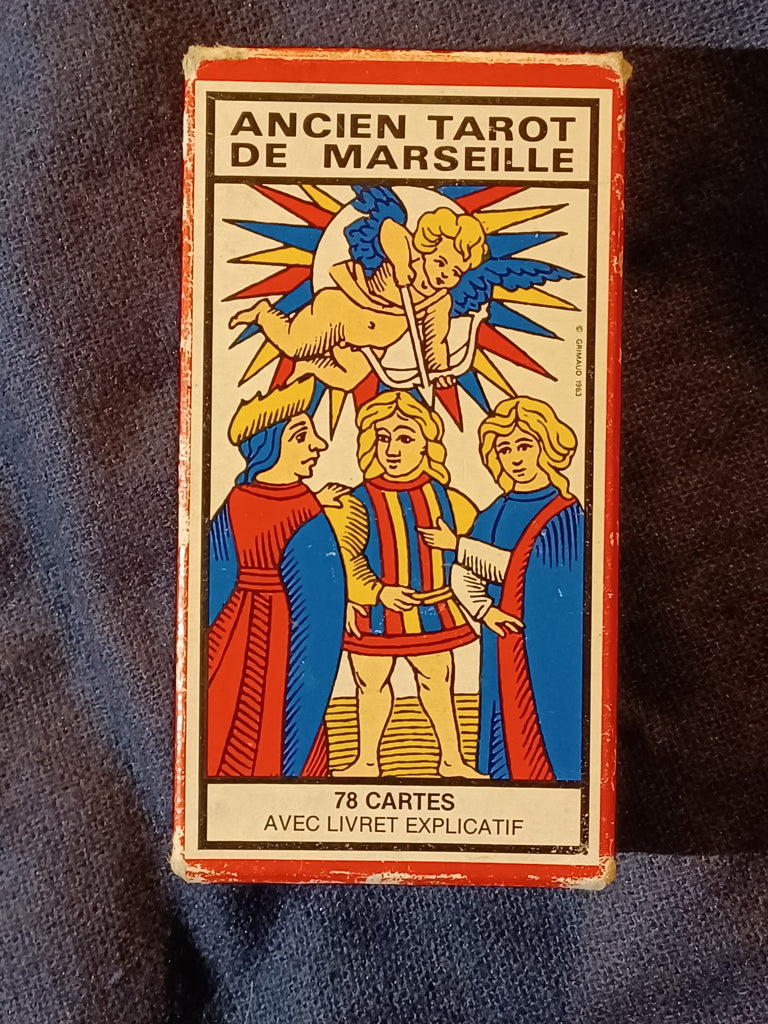 ANCIEN TAROT
DE MARSEILLE
© GRIMAUD 1963
78 CARTES
AVEC LIVRET EXPLICATIF